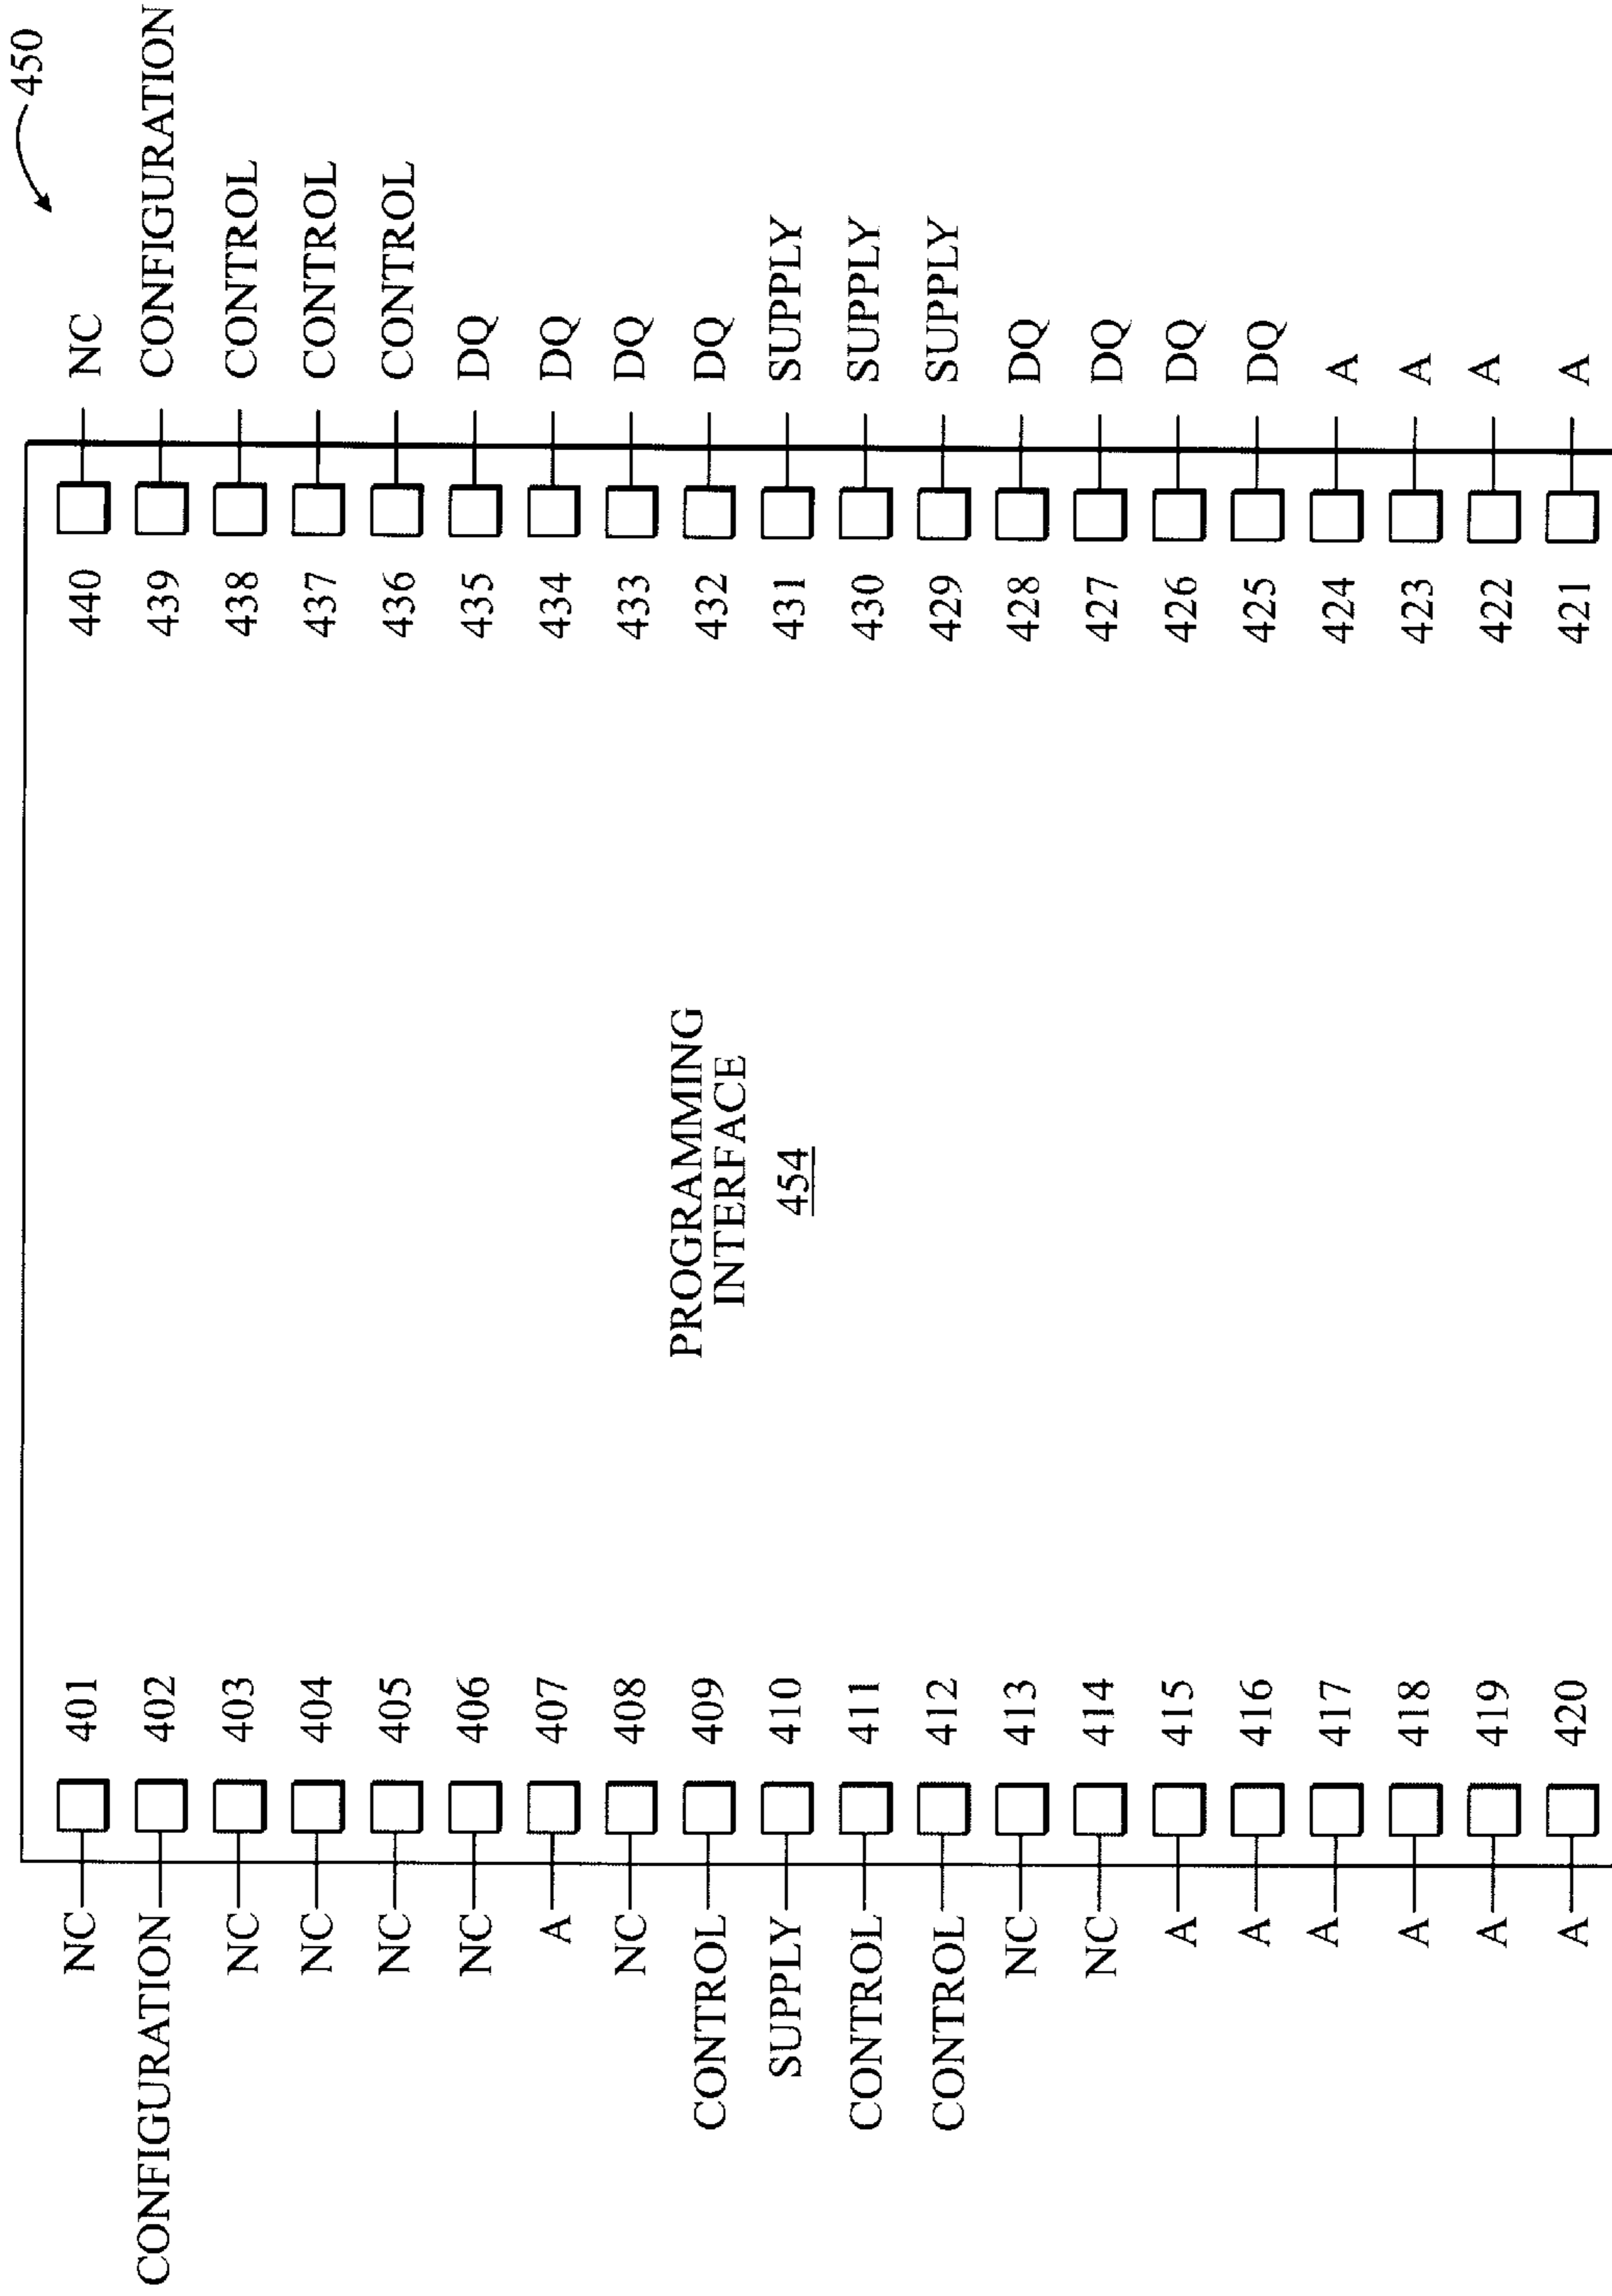 450
NC 440
CONFIGURATION 439
CONTROL 438
CONTROL 437
CONTROL 436
DQ 435
DQ 434
DQ 433
DQ 432
SUPPLY 431
SUPPLY 430
SUPPLY 429
DQ 428
DQ 427
DQ 426
DQ 425
A 424
A 423
A 422
A 421
PROGRAMMING
INTERFACE
454
NC 401
CONFIGURATION 402
NC 403
NC 404
NC 405
NC 406
A 407
NC 408
CONTROL 409
SUPPLY 410
CONTROL 411
CONTROL 412
NC 413
NC 414
A 415
A 416
A 417
A 418
A 419
A 420